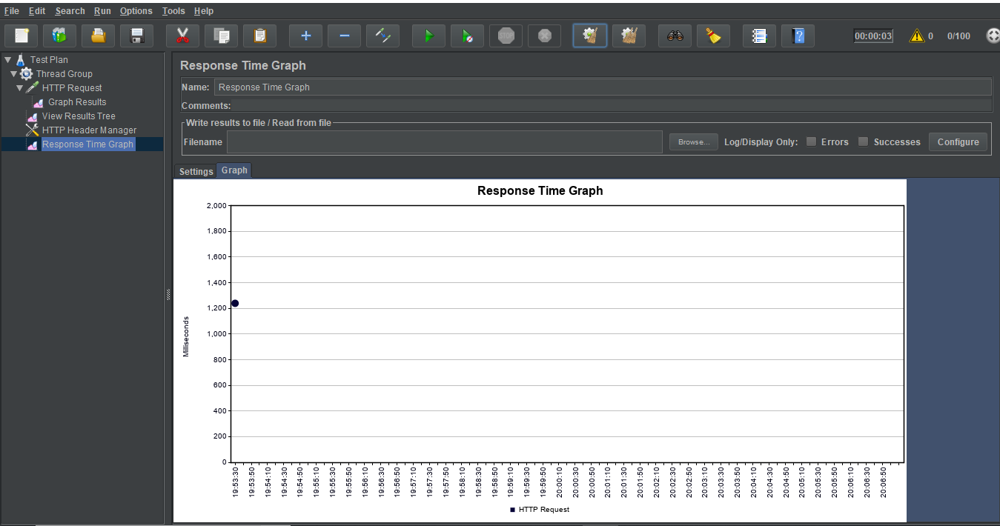 File Edit Search Run Options Tools Help
STOP
00:00:03 0 0/100
Test Plan
Thread Group
HTTP Request
Graph Results
View Results Tree
HTTP Header Manager
Response Time Graph
Response Time Graph
Name: Response Time Graph
Comments:
Write results to file / Read from file
Filename Browse... Log/Display Only: Errors Successes Configure
Settings Graph
Response Time Graph
2,000
1,800
1,600
1,400
1,200
1,000
800
600
400
200
0
Milliseconds
19:53:30 19:53:50 19:54:10 19:54:30 19:54:50 19:55:10 19:55:30 19:55:50 19:56:10 19:56:30 19:56:50 19:57:10 19:57:30 19:57:50 19:58:10 19:58:30 19:58:50 19:59:10 19:59:30 19:59:50 20:00:10 20:00:30 20:00:50 20:01:10 20:01:30 20:01:50 20:02:10 20:02:30 20:02:50 20:03:10 20:03:30 20:03:50 20:04:10 20:04:30 20:04:50 20:05:10 20:05:30 20:05:50 20:06:10 20:06:30 20:06:50
HTTP Request